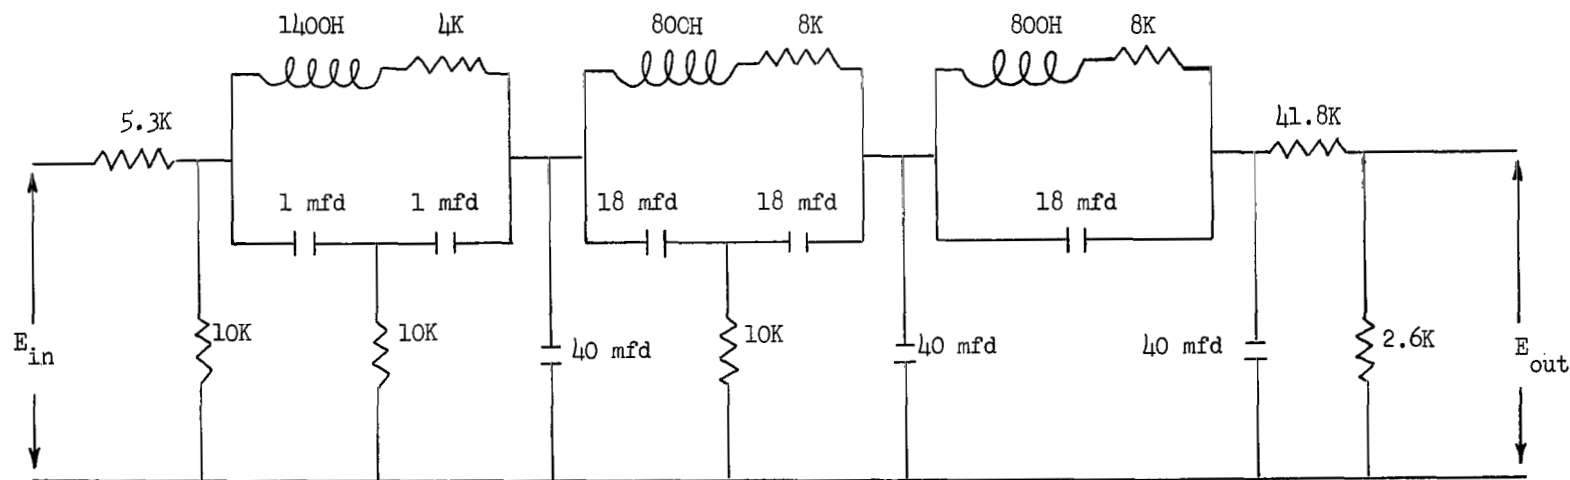 1400H 4K 800H 8K 800H 8K
5.3K 41.8K
1 mfd 1 mfd 18 mfd 18 mfd 18 mfd
E in 10K 10K 40 mfd 10K 40 mfd 40 mfd 2.6K E out